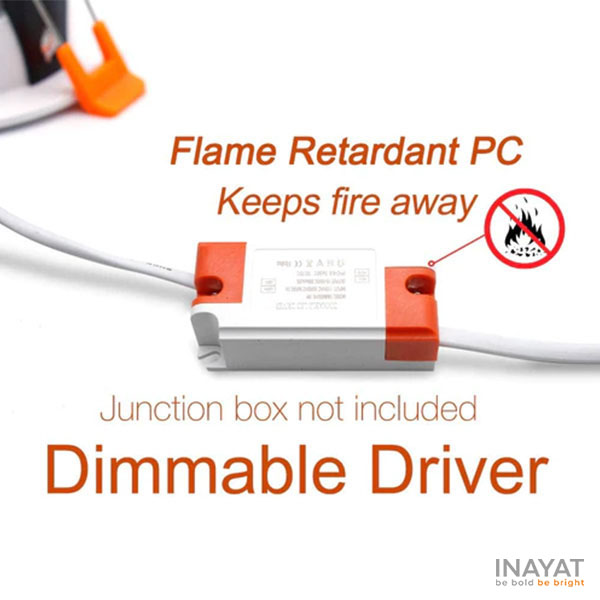 Flame Retardant PC
Keeps fire away
Junction box not included
Dimmable Driver
INAYAT
be bold be bright